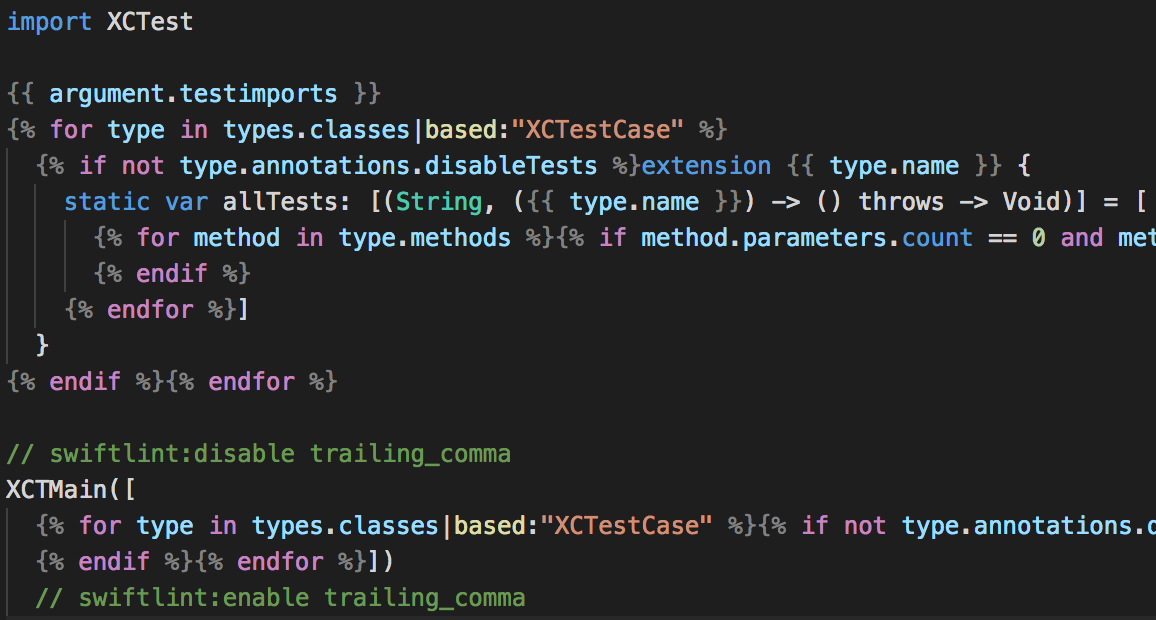 import XCTest
{{ argument.testimports }}
{% for type in types.classes|based:"XCTestCase" %}
{% if not type.annotations.disableTests %}extension {{ type.name }} {
static var allTests: [(String, ({{ type.name }}) -> () throws -> Void)] = [
{% for method in type.methods %}{% if method.parameters.count == 0 and met
{% endif %}
{% endfor %}]
}
{% endif %}{% endfor %}
// swiftlint:disable trailing_comma
XCTMain([
{% for type in types.classes|based:"XCTestCase" %}{% if not type.annotations.d
{% endif %}{% endfor %}])
// swiftlint:enable trailing_comma